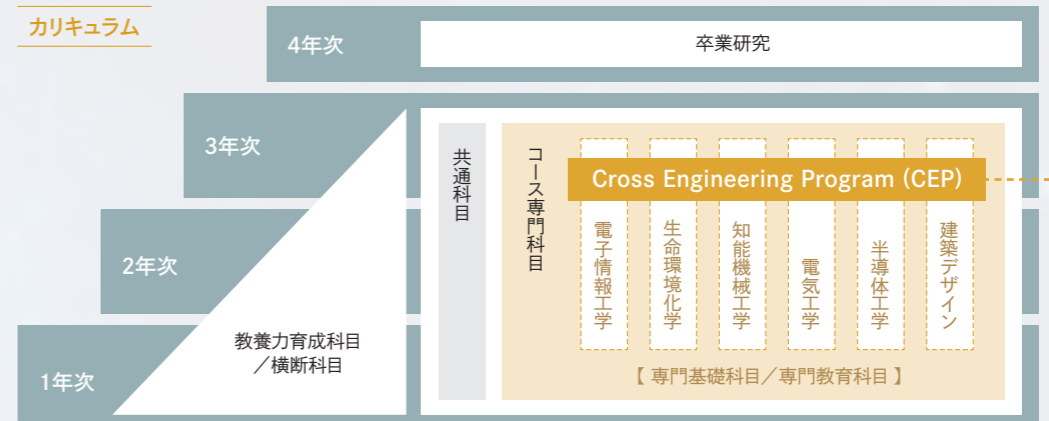 カリキュラム
4年次
卒業研究
3年次
2年次
1年次
教養力育成科目
／横断科目
共通科目
コース専門科目
Cross Engineering Program (CEP)
電子情報工学
生命環境化学
知能機械工学
電気工学
半導体工学
建築デザイン
【 専門基礎科目／専門教育科目 】